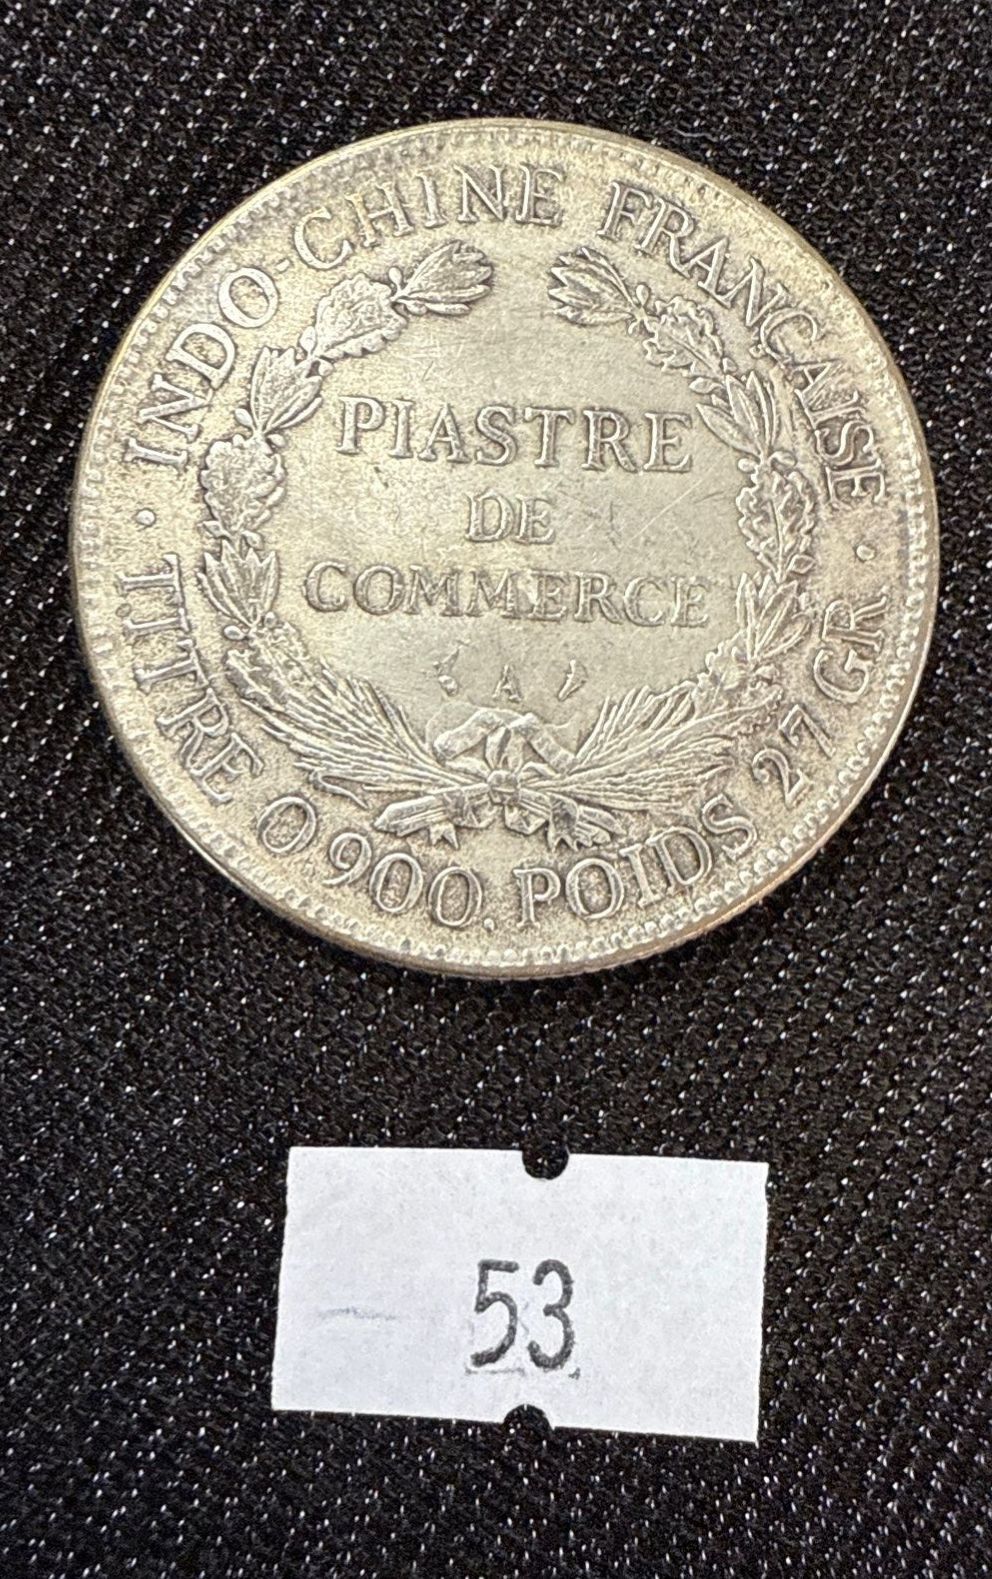 · INDO-CHINE FRANÇAISE ·
PIASTRE
DE
COMMERCE
A
TITRE 0,900. POIDS 27 GR.
53